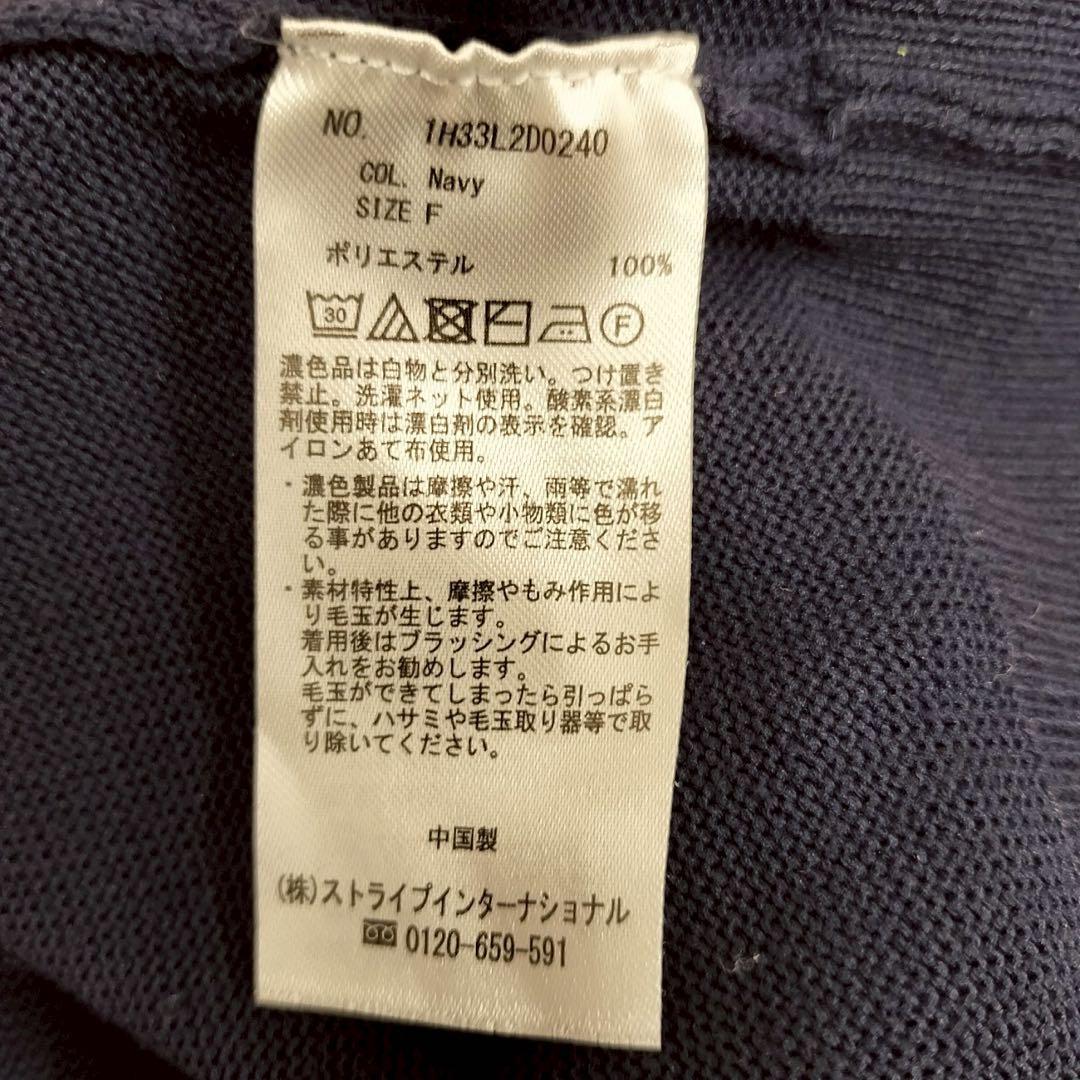 NO. 1H33L2D0240
COL. Navy
SIZE F
ポリエステル 100%
30 F
濃色品は白物と分別洗い。つけ置き
禁止。洗濯ネット使用。酸素系漂白
剤使用時は漂白剤の表示を確認。ア
イロンあて布使用。
・濃色製品は摩擦や汗、雨等で濡れ
た際に他の衣類や小物類に色が移
る事がありますのでご注意くださ
い。
・素材特性上、摩擦やもみ作用によ
り毛玉が生じます。
着用後はブラッシングによるお手
入れをお勧めします。
毛玉ができてしまったら引っぱら
ずに、ハサミや毛玉取り器等で取
り除いてください。
中国製
(株)ストライプインターナショナル
0120-659-591